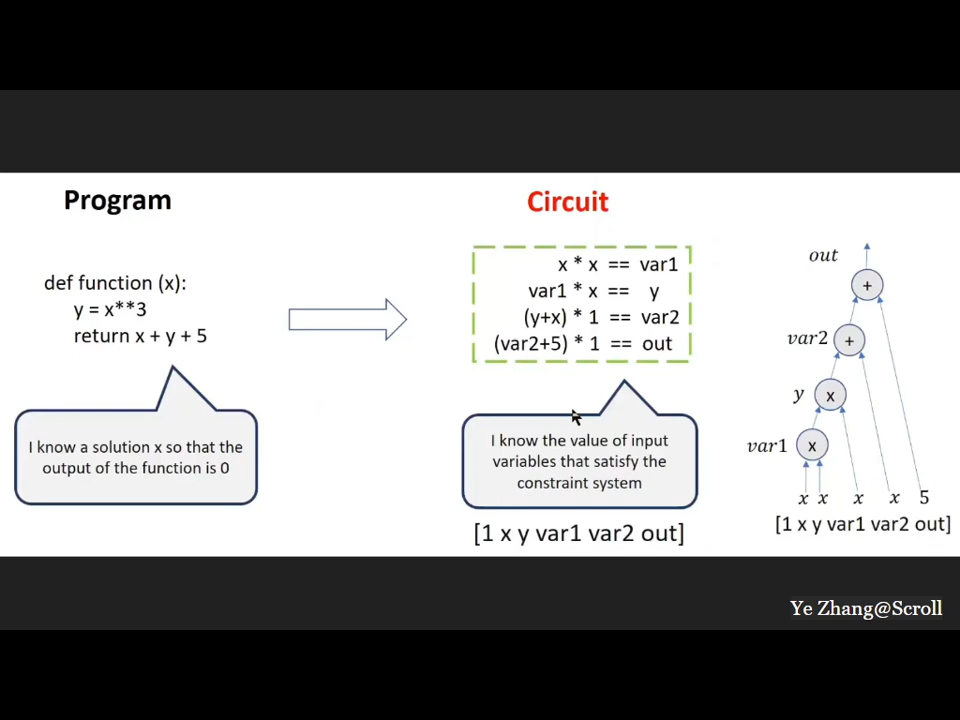 Program
def function (x):
y = x**3
return x + y + 5
I know a solution x so that the
output of the function is 0
Circuit
x * x == var1
var1 * x == y
(y+x) * 1 == var2
(var2+5) * 1 == out
I know the value of input
variables that satisfy the
constraint system
[1 x y var1 var2 out]
out
+
var2 +
y x
var1 x
x x x x 5
[1 x y var1 var2 out]
Ye Zhang@Scroll